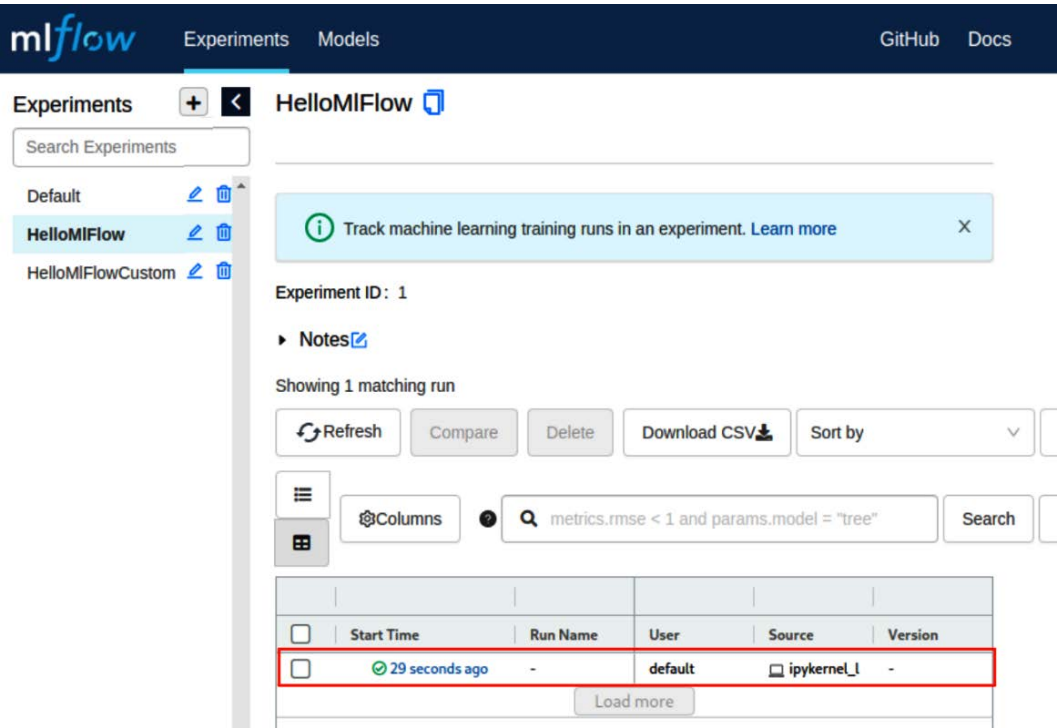 mlflow Experiments Models GitHub Docs
Experiments
Search Experiments
Default
HelloMlFlow
HelloMlFlowCustom
HelloMlFlow
Track machine learning training runs in an experiment. Learn more
Experiment ID: 1
Notes
Showing 1 matching run
Refresh Compare Delete Download CSV Sort by
Columns metrics.rmse < 1 and params.model = "tree" Search
Start Time Run Name User Source Version
29 seconds ago - default ipykernel_l -
Load more